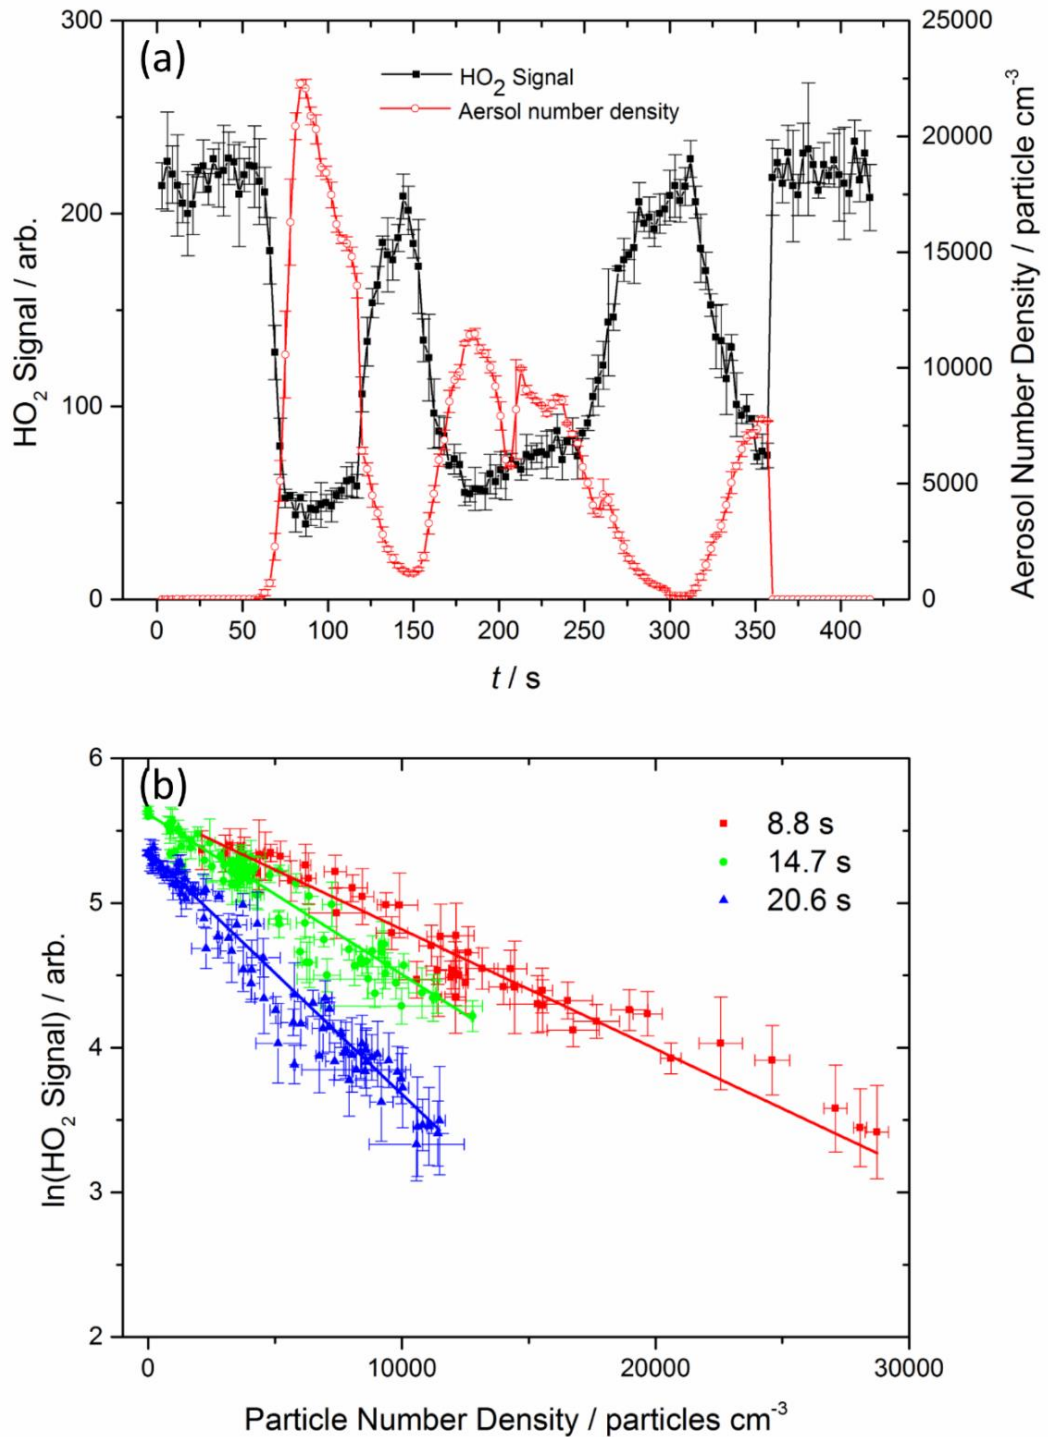 (a)
HO2 Signal
Aersol number density
300
200
100
0
HO2 Signal / arb.
25000
20000
15000
10000
5000
0
Aerosol Number Density / particle cm-3
0 50 100 150 200 250 300 350 400
t / s
(b)
8.8 s
14.7 s
20.6 s
6
5
4
3
2
ln(HO2 Signal) / arb.
0 10000 20000 30000
Particle Number Density / particles cm-3